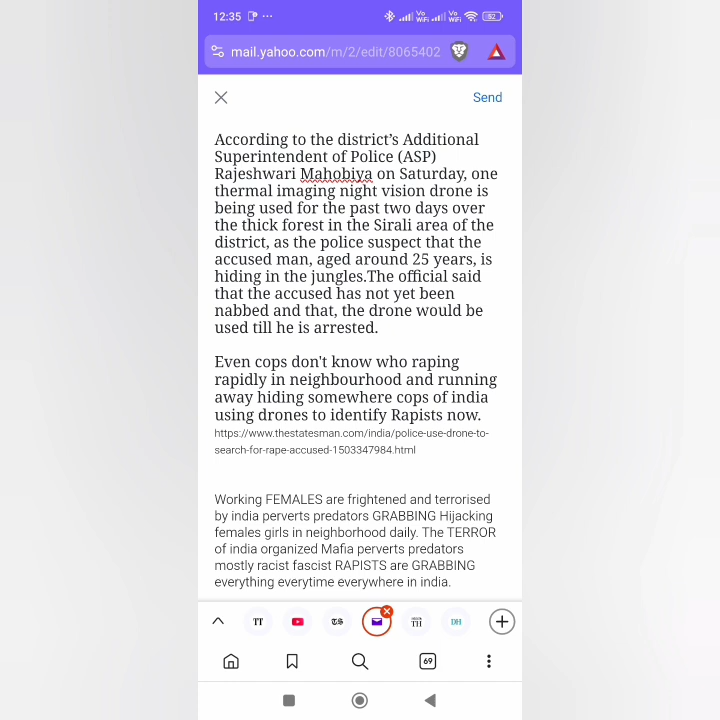 12:35
Vo WiFi
Vo WiFi
82
mail.yahoo.com/m/2/edit/8065402
Send
According to the district’s Additional
Superintendent of Police (ASP)
Rajeshwari Mahobiya on Saturday, one
thermal imaging night vision drone is
being used for the past two days over
the thick forest in the Sirali area of the
district, as the police suspect that the
accused man, aged around 25 years, is
hiding in the jungles.The official said
that the accused has not yet been
nabbed and that, the drone would be
used till he is arrested.
Even cops don't know who raping
rapidly in neighbourhood and running
away hiding somewhere cops of india
using drones to identify Rapists now.
https://www.thestatesman.com/india/police-use-drone-to-
search-for-rape-accused-1503347984.html
Working FEMALES are frightened and terrorised
by india perverts predators GRABBING Hijacking
females girls in neighborhood daily. The TERROR
of india organized Mafia perverts predators
mostly racist fascist RAPISTS are GRABBING
everything everytime everywhere in india.
TT
TH
DH
69